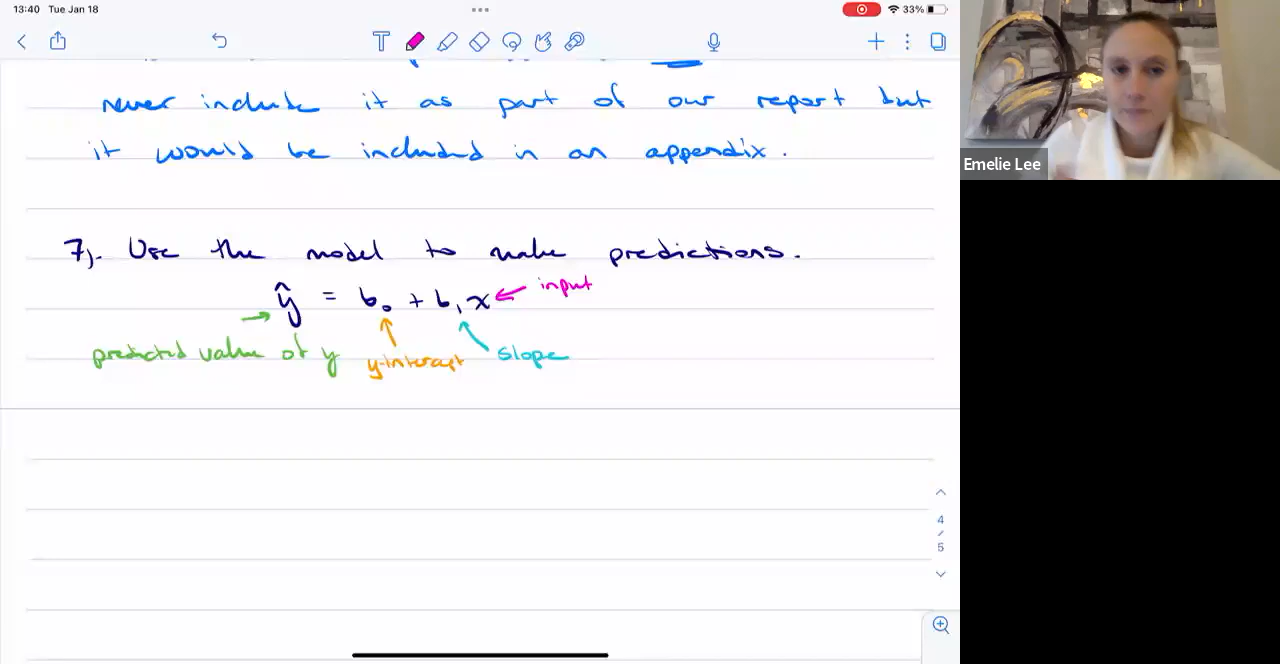 13:40 Tue Jan 18
33%
Emelie Lee
never include it as part of our report but
it would be included in an appendix.
7). Use the model to make predictions.
ŷ = b₀ + b₁x ← input
predicted value of y y-intercept slope
4
/
5